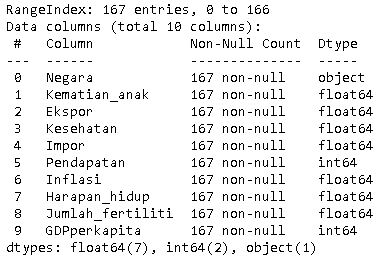 RangeIndex: 167 entries, 0 to 166
Data columns (total 10 columns):
 #   Column            Non-Null Count  Dtype
---  ------            --------------  -----
 0   Negara            167 non-null    object
 1   Kematian_anak     167 non-null    float64
 2   Ekspor            167 non-null    float64
 3   Kesehatan         167 non-null    float64
 4   Impor             167 non-null    float64
 5   Pendapatan        167 non-null    int64
 6   Inflasi           167 non-null    float64
 7   Harapan_hidup     167 non-null    float64
 8   Jumlah_fertiliti  167 non-null    float64
 9   GDPperkapita      167 non-null    int64
dtypes: float64(7), int64(2), object(1)